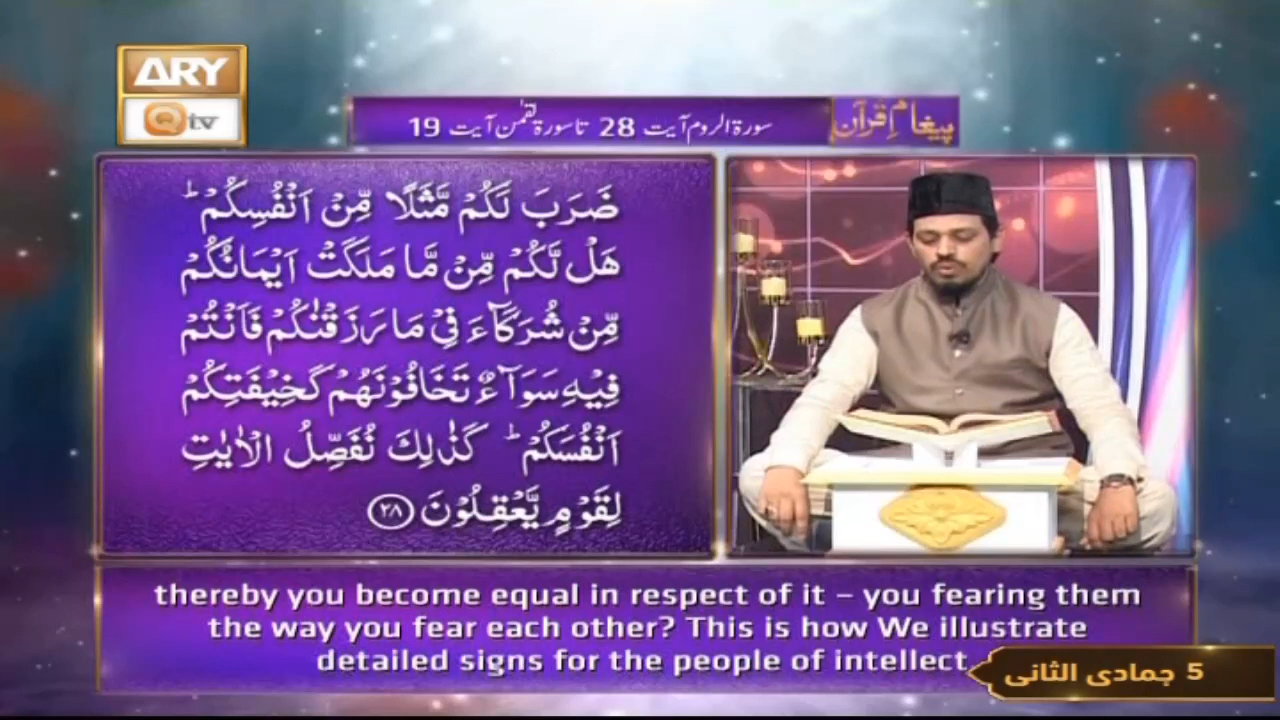 ARY
Qtv
پیغامِ قرآن
سورۃ الروم آیت 28 تا سورۃ لقمٰن آیت 19
ضَرَبَ لَكُمْ مَّثَلًا مِّنْ اَنْفُسِكُمْ ؕ
هَلْ لَّكُمْ مِّنْ مَّا مَلَكَتْ اَيْمَانُكُمْ
مِّنْ شُرَكَآءَ فِیْ مَا رَزَقْنٰكُمْ فَاَنْتُمْ
فِیْهِ سَوَآءٌ تَخَافُوْنَهُمْ كَخِیْفَتِكُمْ
اَنْفُسَكُمْ ؕ كَذٰلِكَ نُفَصِّلُ الْاٰیٰتِ
لِقَوْمٍ یَّعْقِلُوْنَ ﴿۲۸﴾
thereby you become equal in respect of it – you fearing them
the way you fear each other? This is how We illustrate
detailed signs for the people of intellect
5 جمادی الثانی